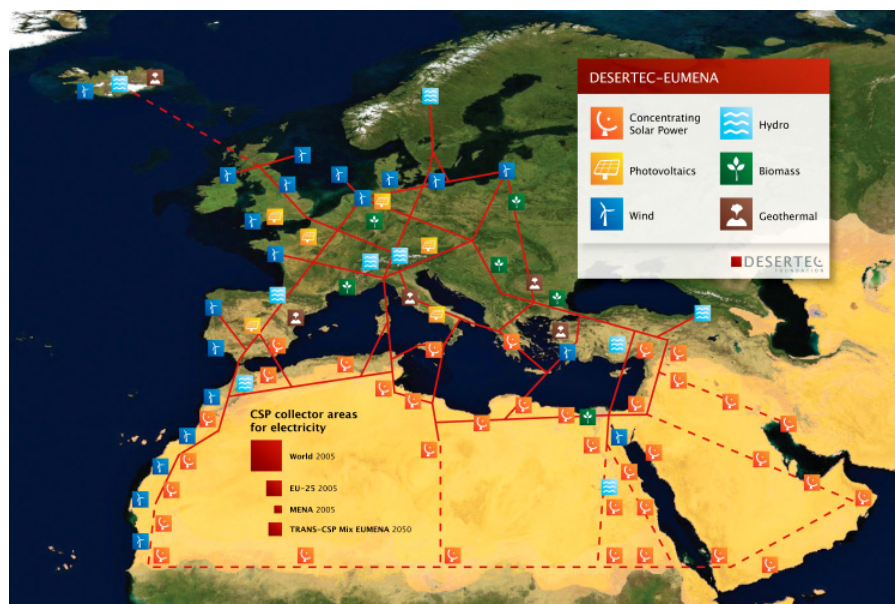 DESERTEC-EUMENA
Concentrating
Solar Power
Hydro
Photovoltaics
Biomass
Wind
Geothermal
DESERTEC
FOUNDATION
CSP collector areas
for electricity
World 2005
EU-25 2005
MENA 2005
TRANS-CSP Mix EUMENA 2050